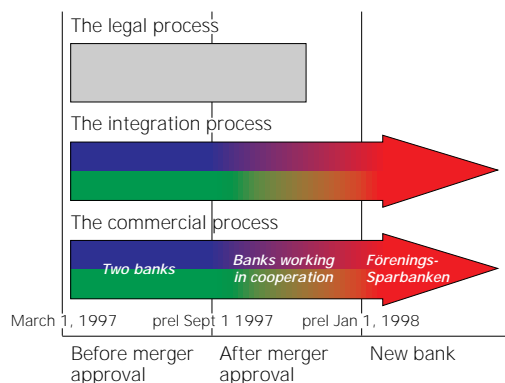 The legal process
The integration process
The commercial process
Two banks
Banks working
in cooperation
Förenings-
Sparbanken
March 1, 1997
prel Sept 1 1997
prel Jan 1, 1998
Before merger
approval
After merger
approval
New bank